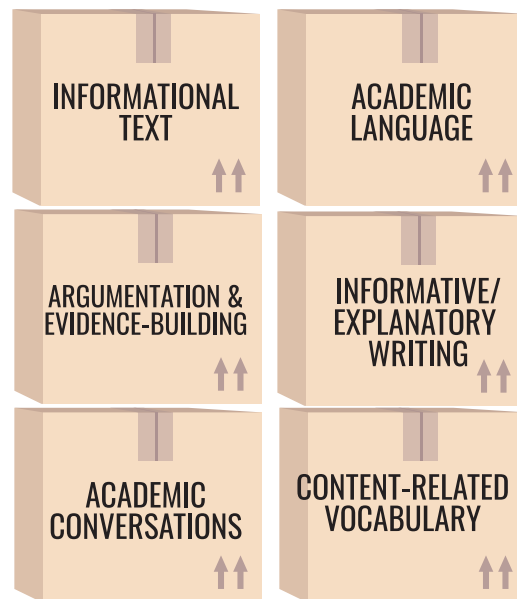 INFORMATIONAL
TEXT
ACADEMIC
LANGUAGE
ARGUMENTATION &
EVIDENCE-BUILDING
INFORMATIVE/
EXPLANATORY
WRITING
ACADEMIC
CONVERSATIONS
CONTENT-RELATED
VOCABULARY